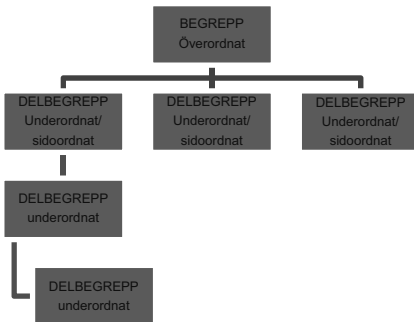 BEGREPP
Överordnat
DELBEGREPP
Underordnat/
sidoordnat
DELBEGREPP
Underordnat/
sidoordnat
DELBEGREPP
Underordnat/
sidoordnat
DELBEGREPP
underordnat
DELBEGREPP
underordnat